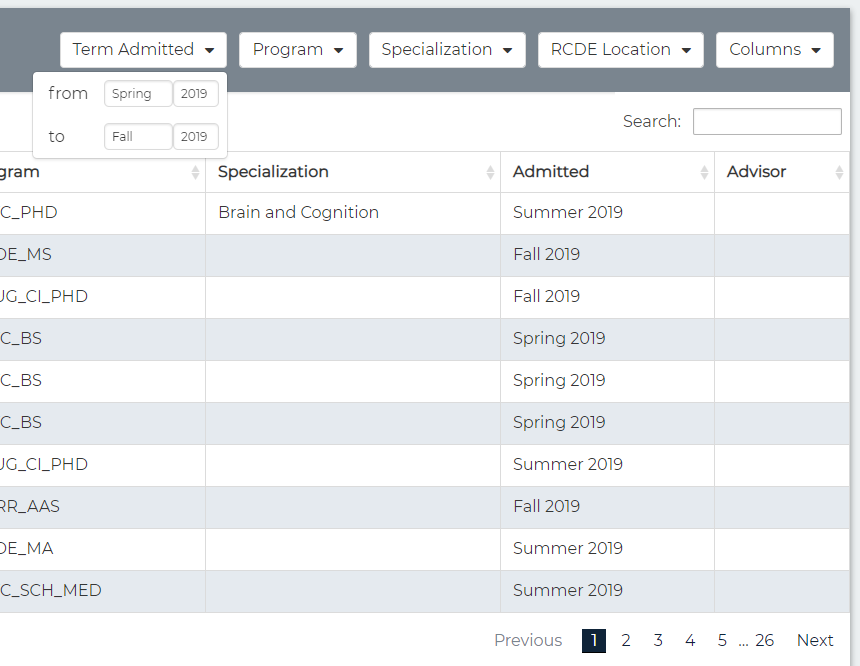 Term Admitted Program Specialization RCDE Location Columns
from Spring 2019
to Fall 2019
Search:
gram Specialization Admitted Advisor
C_PHD Brain and Cognition Summer 2019
DE_MS Fall 2019
UG_CI_PHD Fall 2019
C_BS Spring 2019
C_BS Spring 2019
C_BS Spring 2019
UG_CI_PHD Summer 2019
RR_AAS Fall 2019
DE_MA Summer 2019
C_SCH_MED Summer 2019
Previous 1 2 3 4 5 ... 26 Next